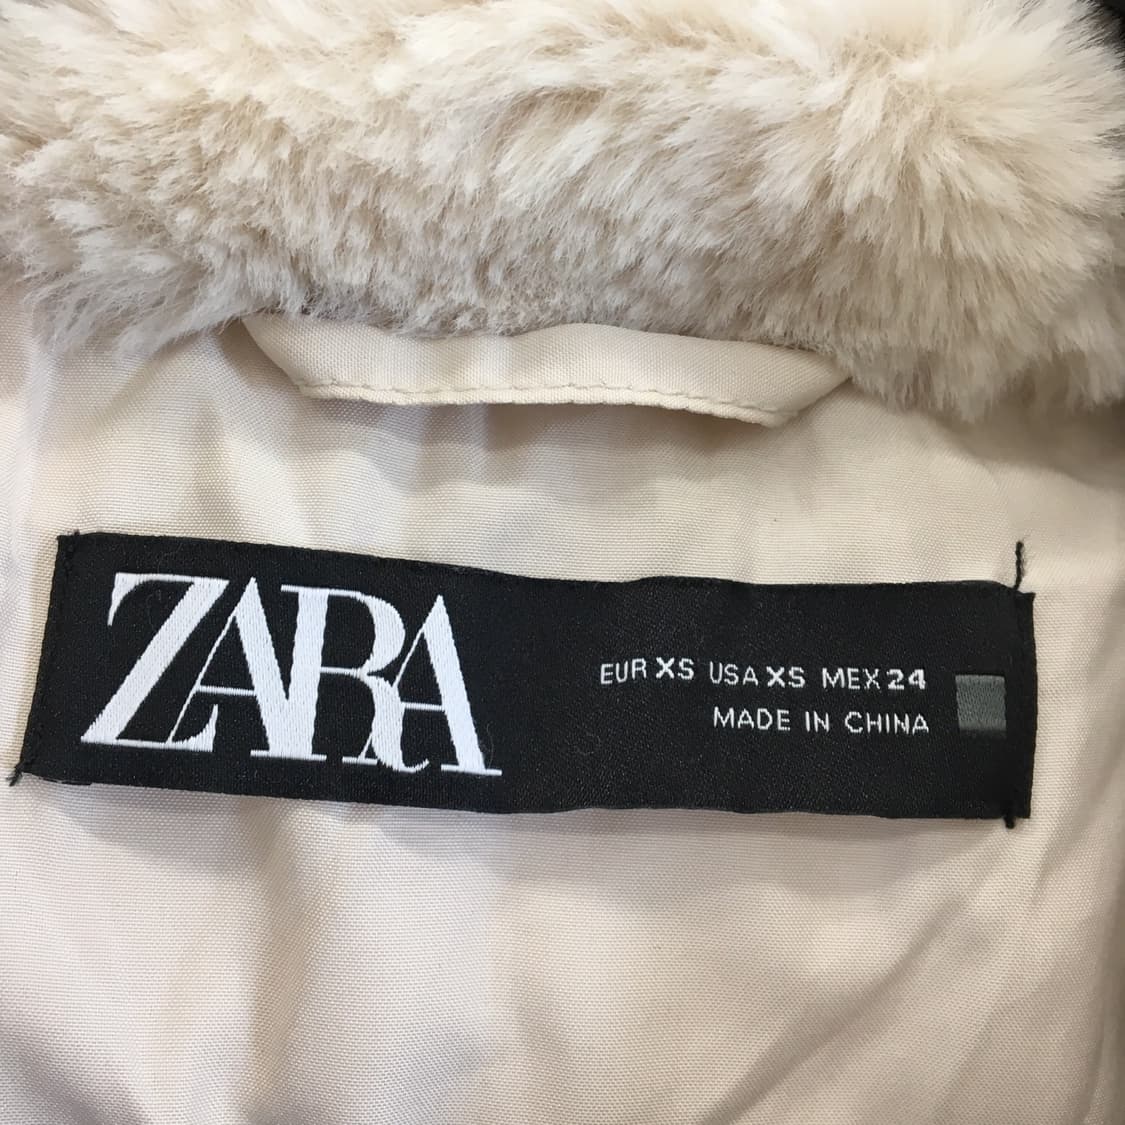 ZARA
EUR XS USA XS MEX 24
MADE IN CHINA